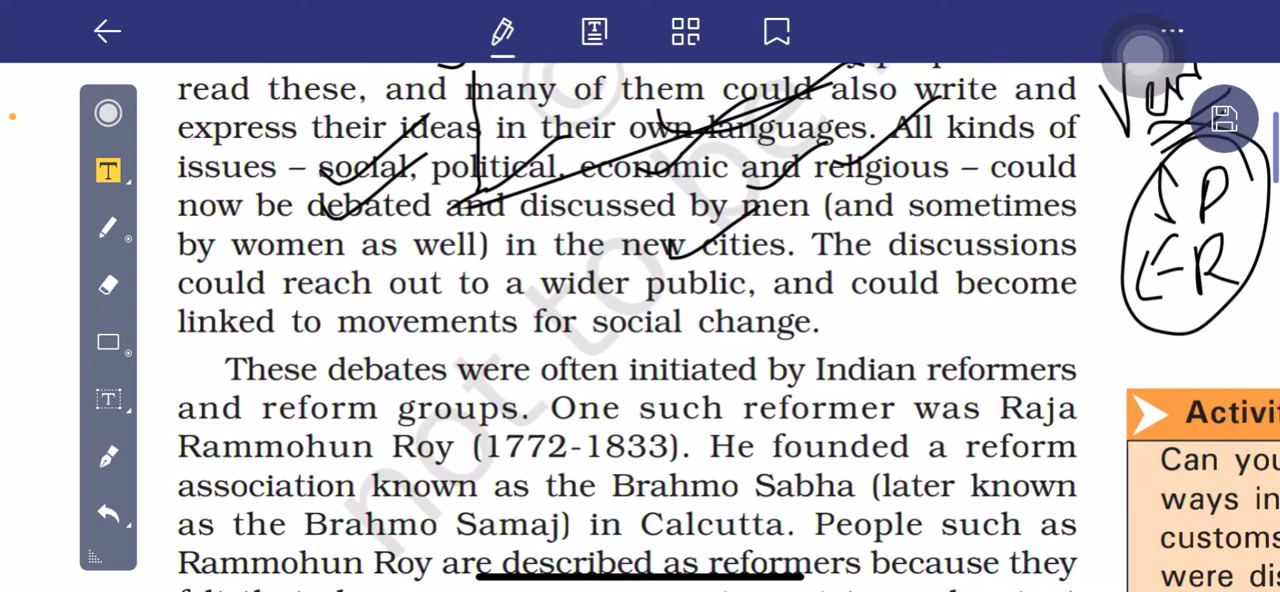 read these, and many of them could also write and
express their ideas in their own languages. All kinds of
issues – social, political, economic and religious – could
now be debated and discussed by men (and sometimes
by women as well) in the new cities. The discussions
could reach out to a wider public, and could become
linked to movements for social change.
These debates were often initiated by Indian reformers
and reform groups. One such reformer was Raja
Rammohun Roy (1772-1833). He founded a reform
association known as the Brahmo Sabha (later known
as the Brahmo Samaj) in Calcutta. People such as
Rammohun Roy are described as reformers because they
not to be
©
P
R
Activi
Can you
ways in
customs
were dis